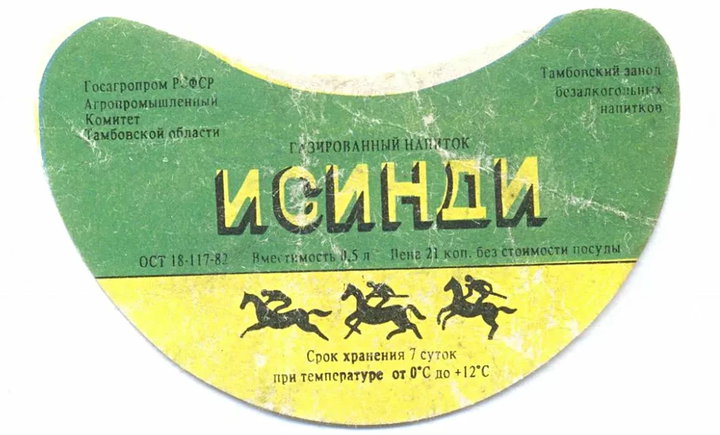 Госагропром РСФСР
Агропромышленный
Комитет
Тамбовской области
Тамбовский завод
безалкогольных
напитков
ГАЗИРОВАННЫЙ НАПИТОК
ИСИНДИ
ОСТ 18-117-82 Вместимость 0,5 л Цена 21 коп. без стоимости посуды
Срок хранения 7 суток
при температуре от 0°С до +12°С